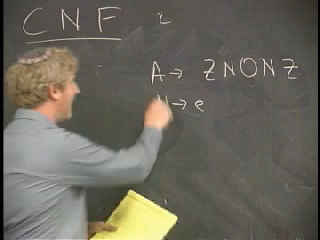 CNF
A → ZNONZ
N → e